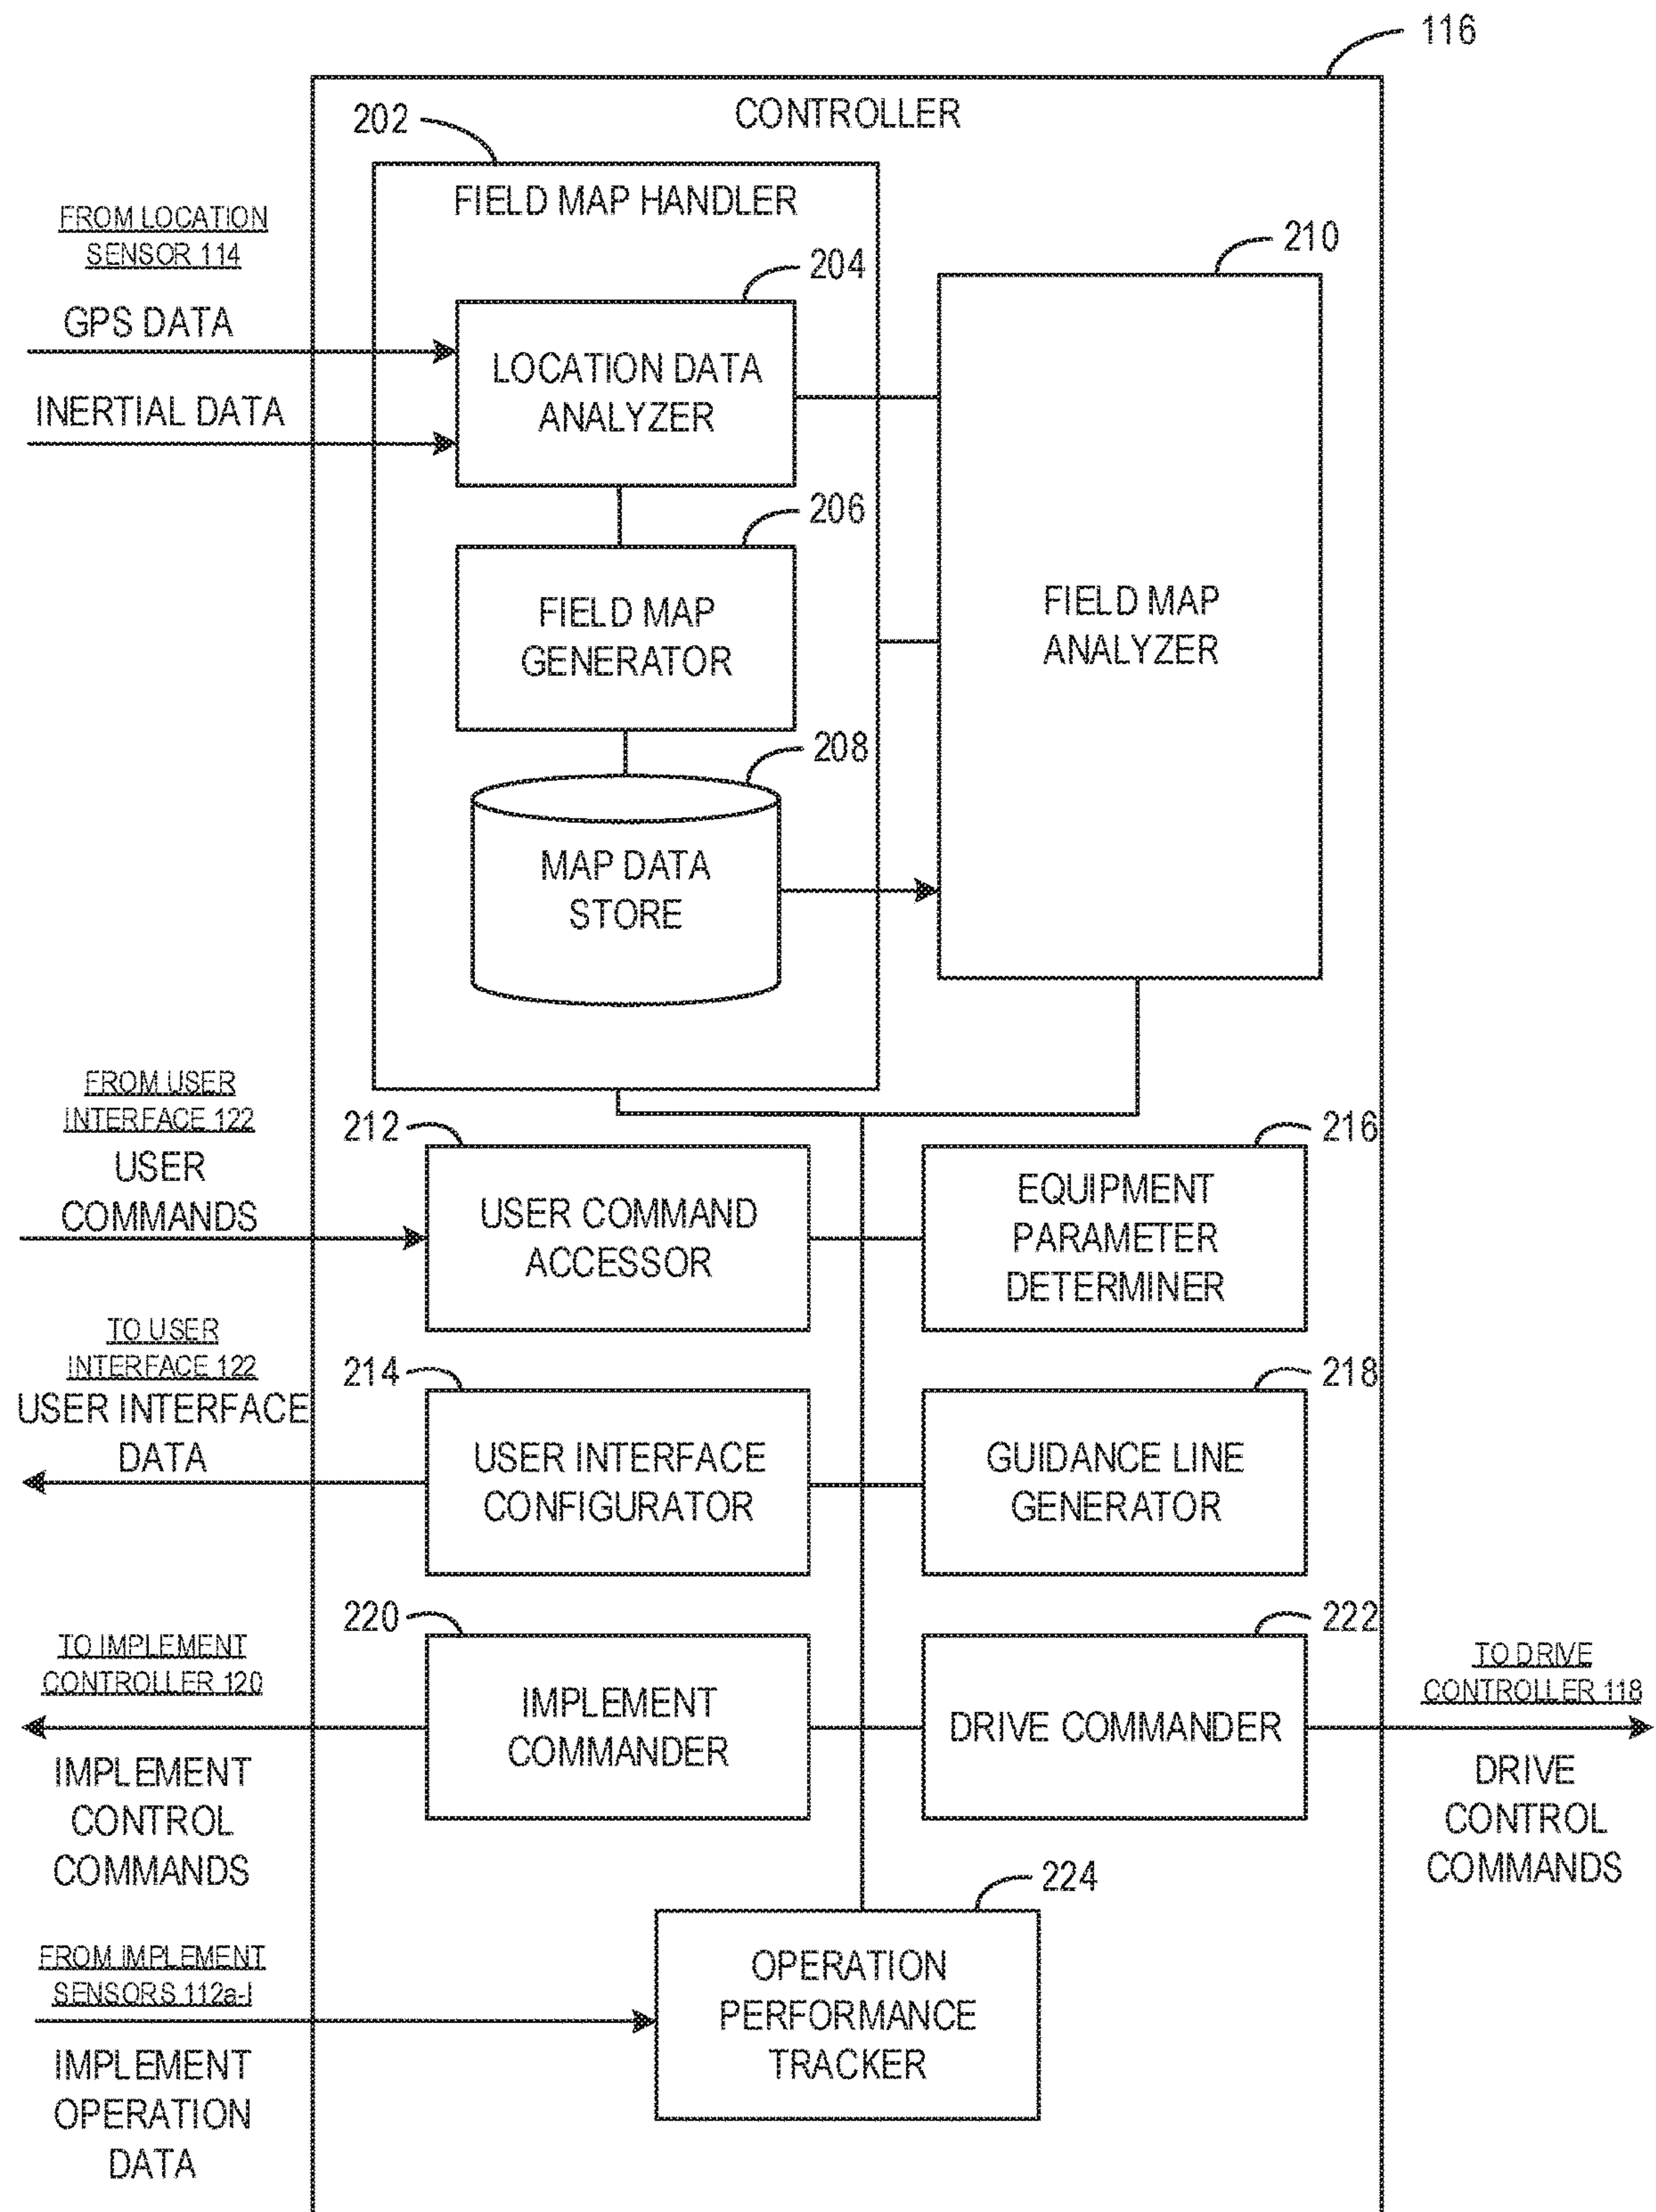 116
CONTROLLER
202
FIELD MAP HANDLER
FROM LOCATION
SENSOR 114
210
204
GPS DATA
LOCATION DATA
ANALYZER
INERTIAL DATA
206
FIELD MAP
GENERATOR
FIELD MAP
ANALYZER
208
MAP DATA
STORE
FROM USER
INTERFACE 122
USER
COMMANDS
212
USER COMMAND
ACCESSOR
216
EQUIPMENT
PARAMETER
DETERMINER
TO USER
INTERFACE 122
USER INTERFACE
DATA
214
USER INTERFACE
CONFIGURATOR
218
GUIDANCE LINE
GENERATOR
220
222
TO IMPLEMENT
CONTROLLER 120
IMPLEMENT
COMMANDER
DRIVE COMMANDER
TO DRIVE
CONTROLLER 118
IMPLEMENT
CONTROL
COMMANDS
DRIVE
CONTROL
COMMANDS
224
FROM IMPLEMENT
SENSORS 112a-l
OPERATION
PERFORMANCE
TRACKER
IMPLEMENT
OPERATION
DATA